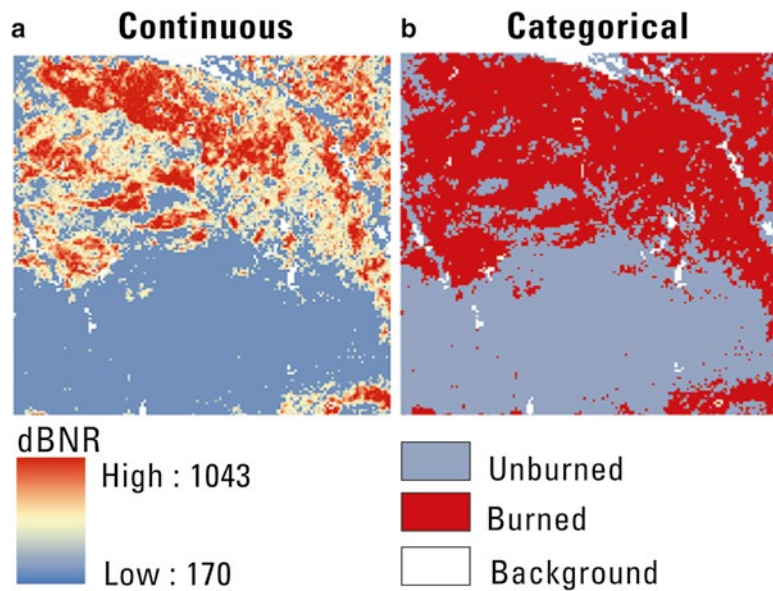 a Continuous
b Categorical
dBNR
High : 1043
Low : 170
Unburned
Burned
Background